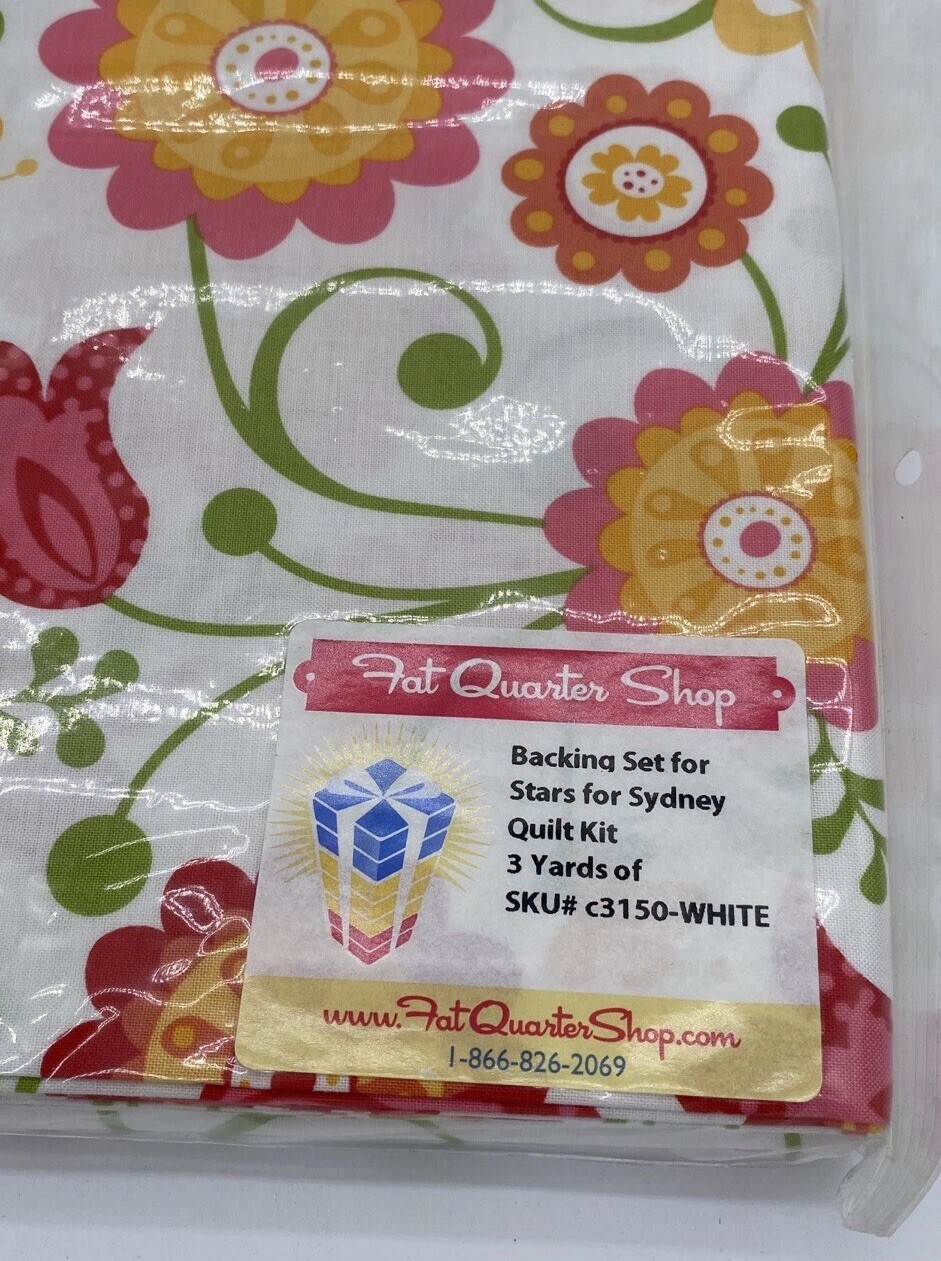 Fat Quarter Shop
Backing Set for
Stars for Sydney
Quilt Kit
3 Yards of
SKU# c3150-WHITE
www.FatQuarterShop.com
1-866-826-2069